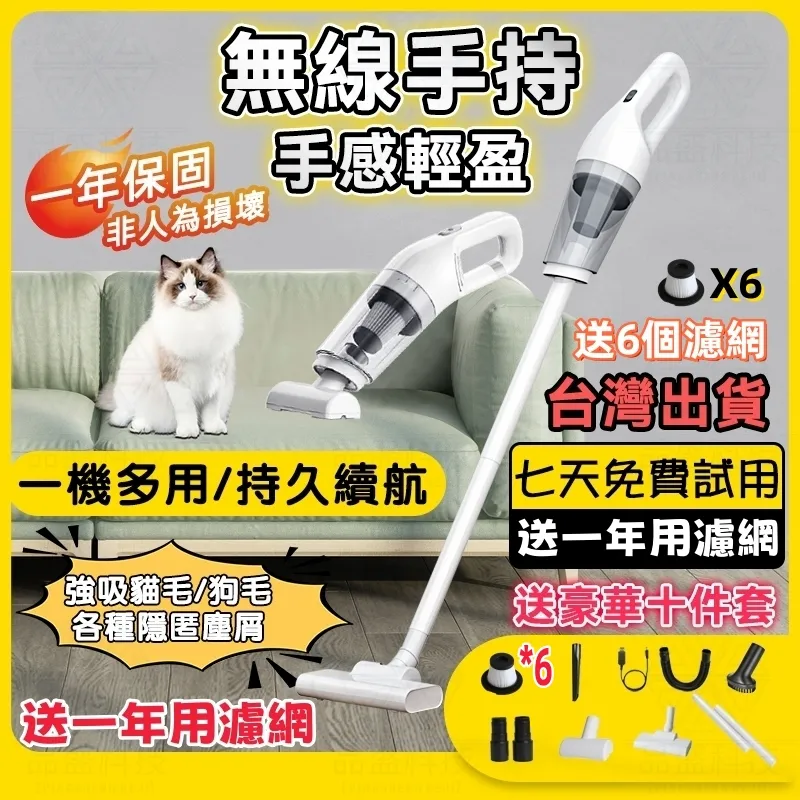 無線手持
手感輕盈
一年保固
非人為損壞
X6
送6個濾網
台灣出貨
一機多用/持久續航
七天免費試用
送一年用濾網
強吸貓毛/狗毛
各種隱匿塵屑
送豪華十件套
*6
送一年用濾網